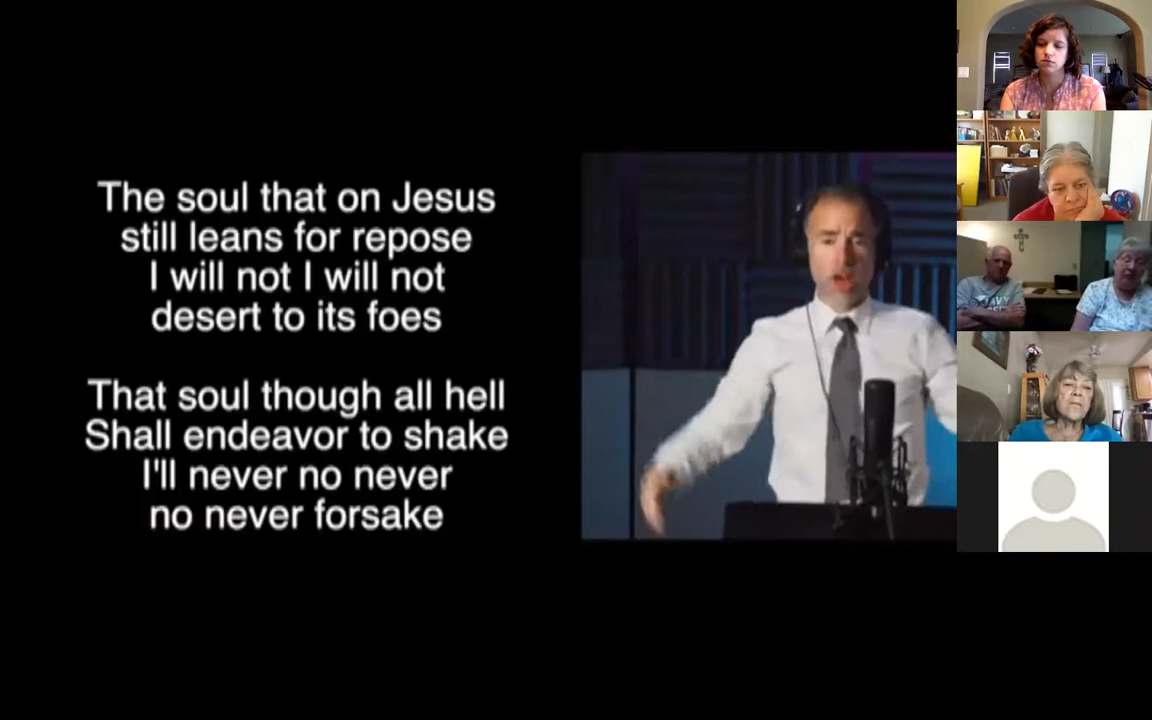 The soul that on Jesus
still leans for repose
I will not I will not
desert to its foes
That soul though all hell
Shall endeavor to shake
I'll never no never
no never forsake